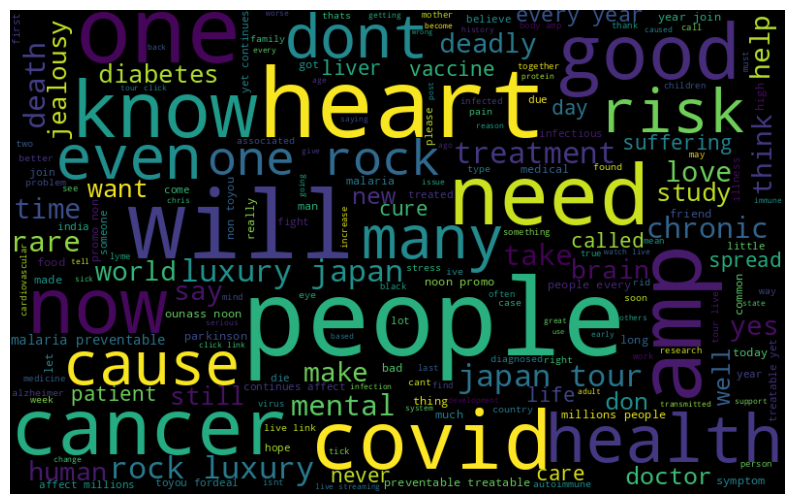 one
dont
good
know
heart
risk
even
one rock
need
will
many
people
now
cause
cancer
covid
health
amp
death
jealousy
diabetes
liver
vaccine
deadly
every year
year join
help
day
suffering
treatment
think
love
study
chronic
called
time
want
rare
world
luxury japan
new
cure
take
brain
spread
say
ounass noon
noon promo
people every
yes
malaria preventable
parkinson
make
japan tour
well
still
patient
mental
life
don
millions people
human
rock luxury
never
care
doctor
symptom
affect millions
toyou fordeal
preventable treatable
autoimmune
live streaming
live link
hope
tick
virus
infection
continues affect
click link
medicine
alzheimer
week
change
let
die
bad
lot
eye
based
serious
mind
black
stress
ive
often
case
soon
common
little
today
long
year
work
research
state
way
rid
true
watch live
tour live
treatable yet
transmitted
support
person
country
much
thing
cant
find
last
diagnosed
right
great
use
early
others
something
mean
friend
found
medical
type
issue
treated
malaria
non toyou
promo non
really
fight
man
increase
come
going
someone
chris
india
made
food
tell
sick
lyme
see
problem
join
better
two
first
back
tour click
yet continues
family
every
thats
getting
worse
mother
become
history
wrong
believe
body amp
thank
caused
call
together
protein
post
please
got
age
saying
associated
give
ago
pain
reason
infected
infectious
due
children
must
high
may
illness
immune
cardiovascular
isnt
system
adult
development